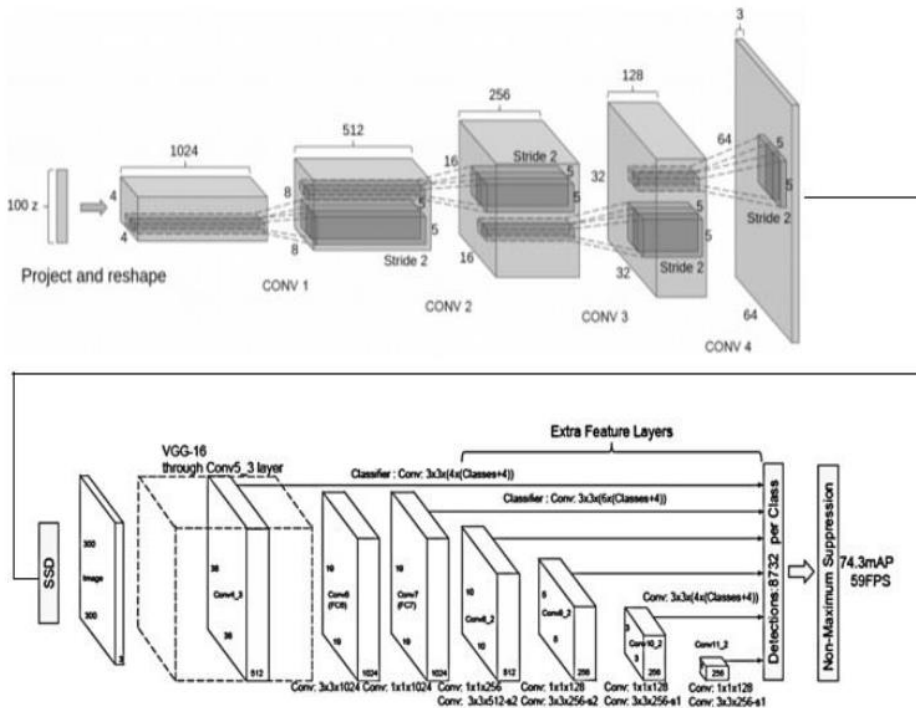 3
128
256
512
1024
64
5
5
Stride 2
16
Stride 2
5
5
32
5
5
Stride 2
8
5
5
Stride 2
4
100 z
4
8
16
32
64
Project and reshape
CONV 1
CONV 2
CONV 3
CONV 4
Extra Feature Layers
VGG-16
through Conv5_3 layer
Classifier : Conv: 3x3x(4x(Classes+4))
Classifier : Conv: 3x3x(6x(Classes+4))
SSD
300
Image
300
3
38
Conv4_3
38
512
19
Conv6
(FC6)
19
1024
19
Conv7
(FC7)
19
1024
10
Conv8_2
10
512
5
Conv9_2
5
256
Conv: 3x3x(4x(Classes+4))
3
Conv10_2
3
256
Conv11_2
256
Detections:8732 per Class
Non-Maximum Suppression
74.3mAP
59FPS
Conv: 3x3x1024
Conv: 1x1x1024
Conv: 1x1x256
Conv: 3x3x512-s2
Conv: 1x1x128
Conv: 3x3x256-s2
Conv: 1x1x128
Conv: 3x3x256-s1
Conv: 1x1x128
Conv: 3x3x256-s1